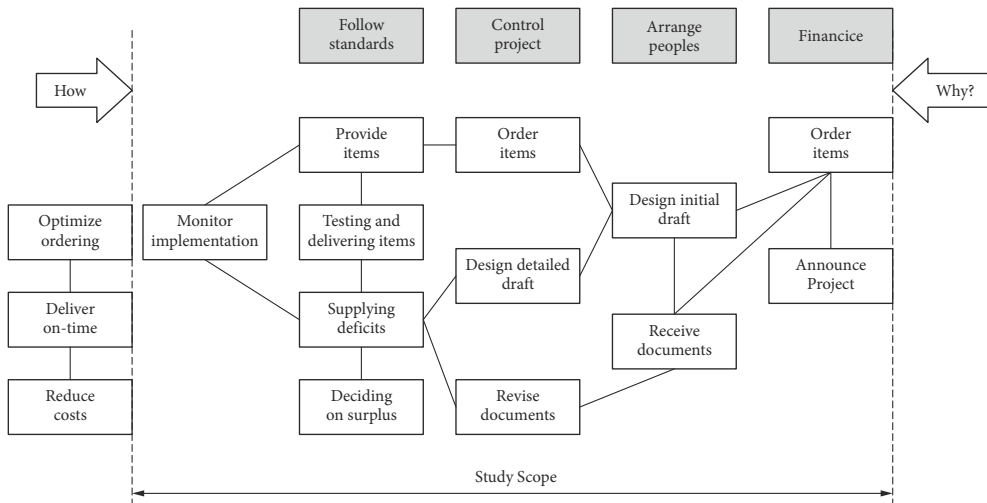 Follow
standards
Control
project
Arrange
peoples
Financice
How
Why?
Provide
items
Order
items
Order
items
Design initial
draft
Optimize
ordering
Monitor
implementation
Testing and
delivering items
Design detailed
draft
Announce
Project
Deliver
on-time
Supplying
deficits
Receive
documents
Reduce
costs
Deciding
on surplus
Revise
documents
Study Scope